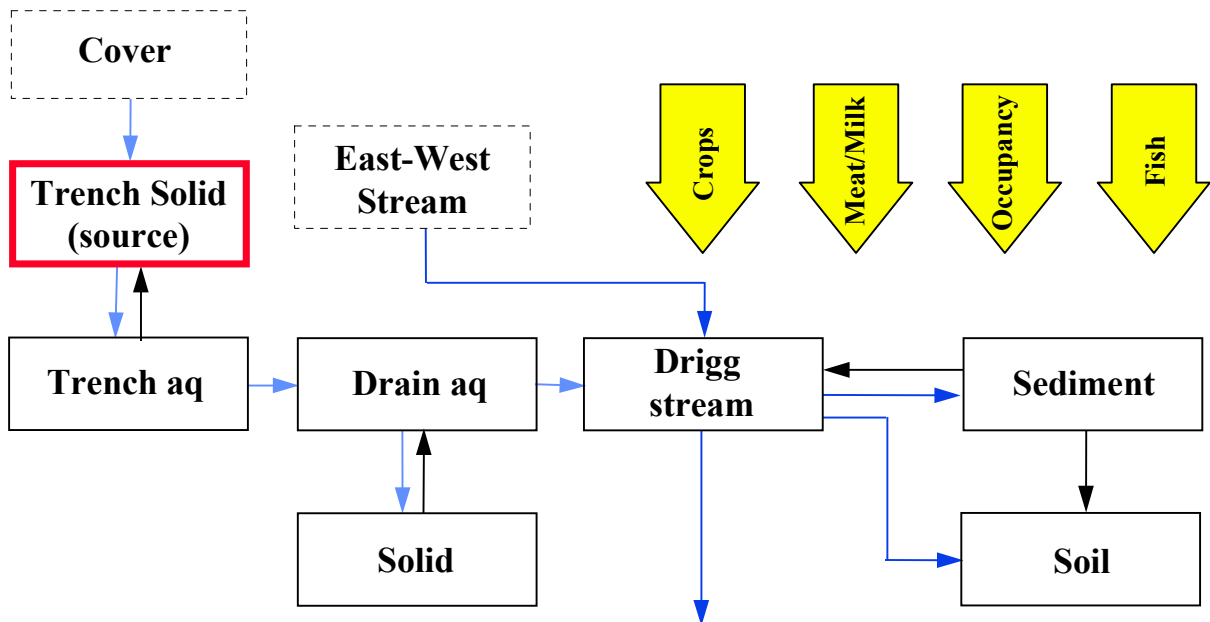 Cover
East-West
Stream
Crops
Meat/Milk
Occupancy
Fish
Trench Solid
(source)
Trench aq
Drain aq
Drigg
stream
Sediment
Solid
Soil